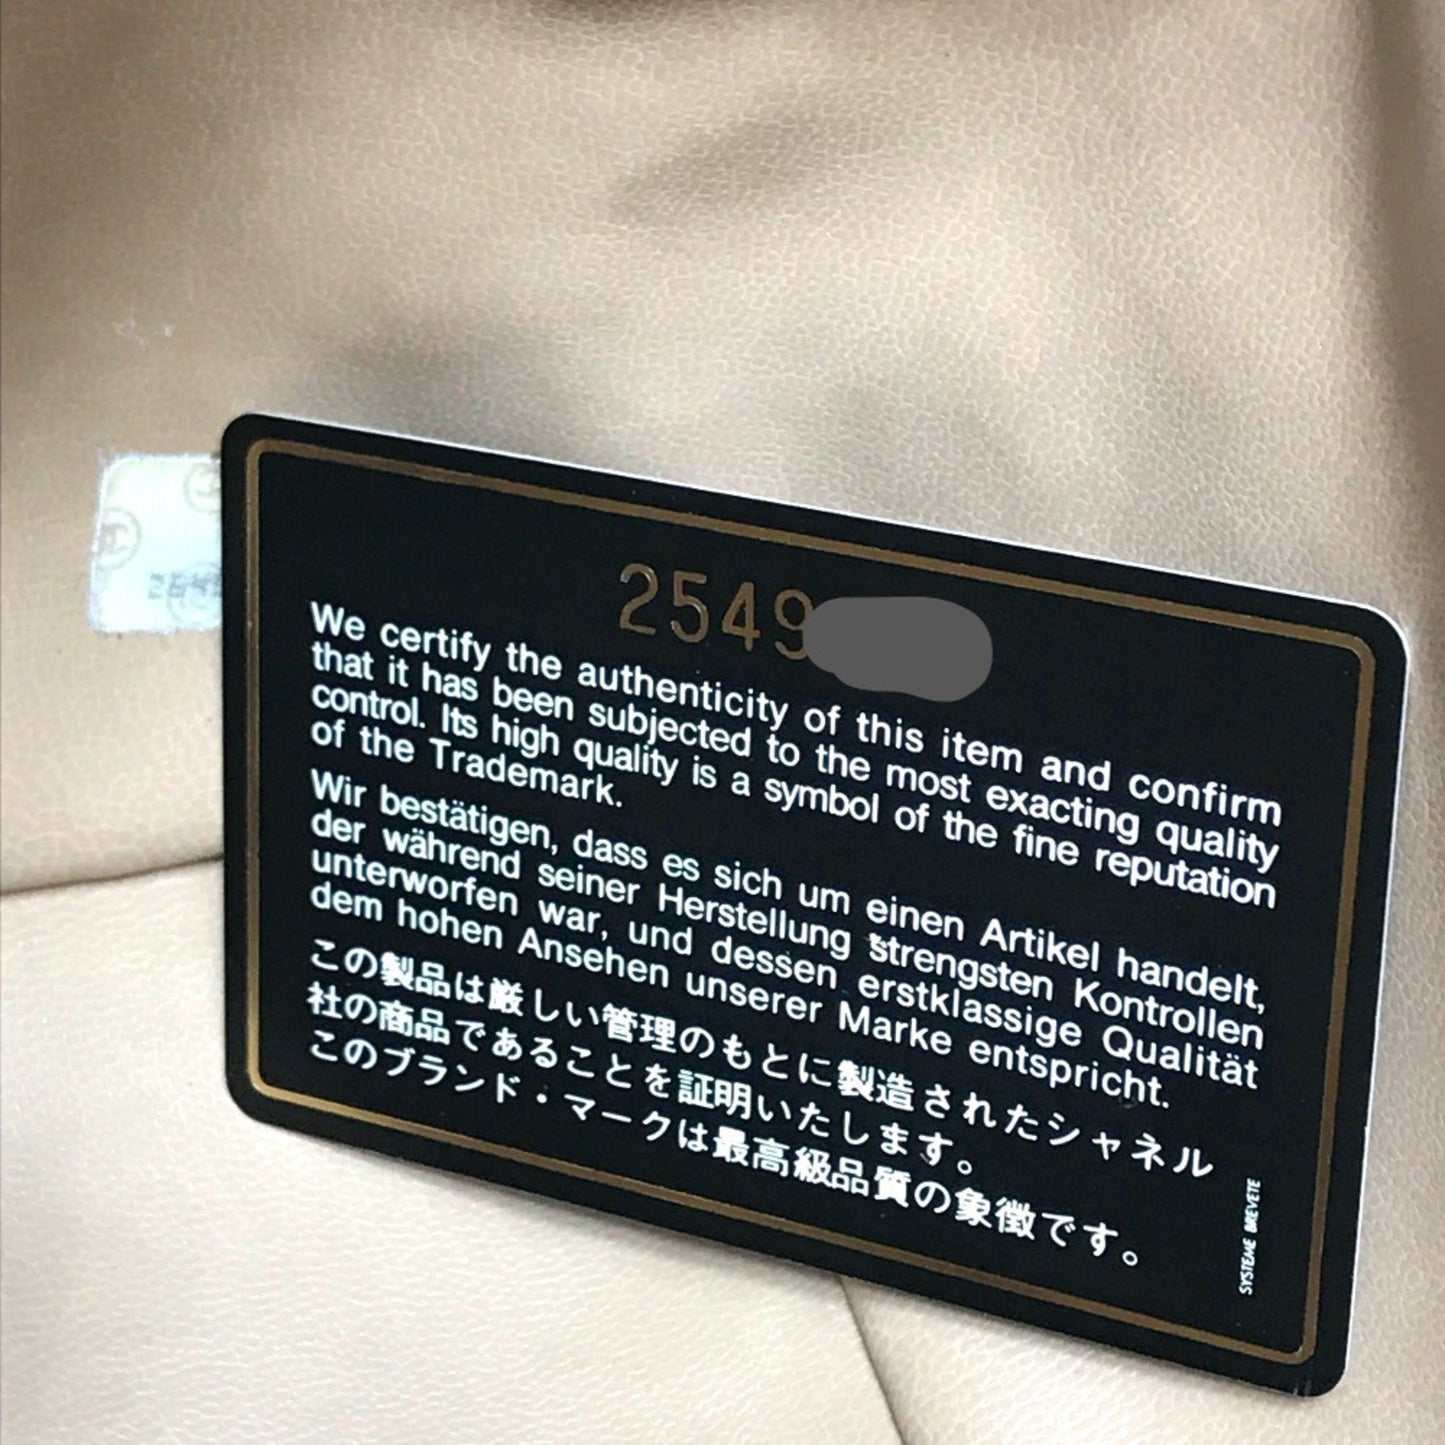 2549
We certify the authenticity of this item and confirm
that it has been subjected to the most exacting quality
control. Its high quality is a symbol of the fine reputation
of the Trademark.
Wir bestätigen, dass es sich um einen Artikel handelt,
der während seiner Herstellung strengsten Kontrollen
unterworfen war, und dessen erstklassige Qualität
dem hohen Ansehen unserer Marke entspricht.
この製品は厳しい管理のもとに製造されたシャネル
社の商品であることを証明いたします。
このブランド・マークは最高級品質の象徴です。
SYSTEME BREVETE